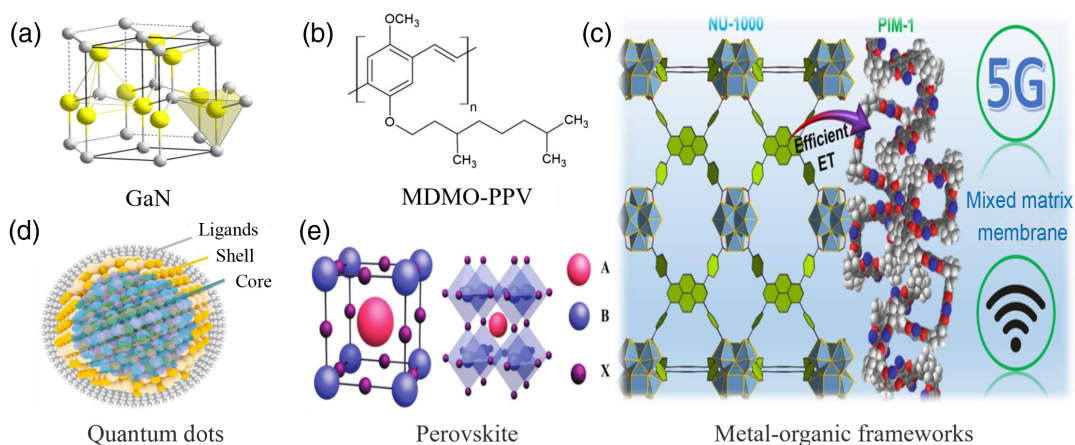 (a)
GaN
(b)
OCH3
n
O
CH3
CH3
CH3
MDMO-PPV
(c)
NU-1000
PIM-1
Efficient
ET
5G
Mixed matrix
membrane
Metal-organic frameworks
(d)
Ligands
Shell
Core
Quantum dots
(e)
A
B
X
Perovskite